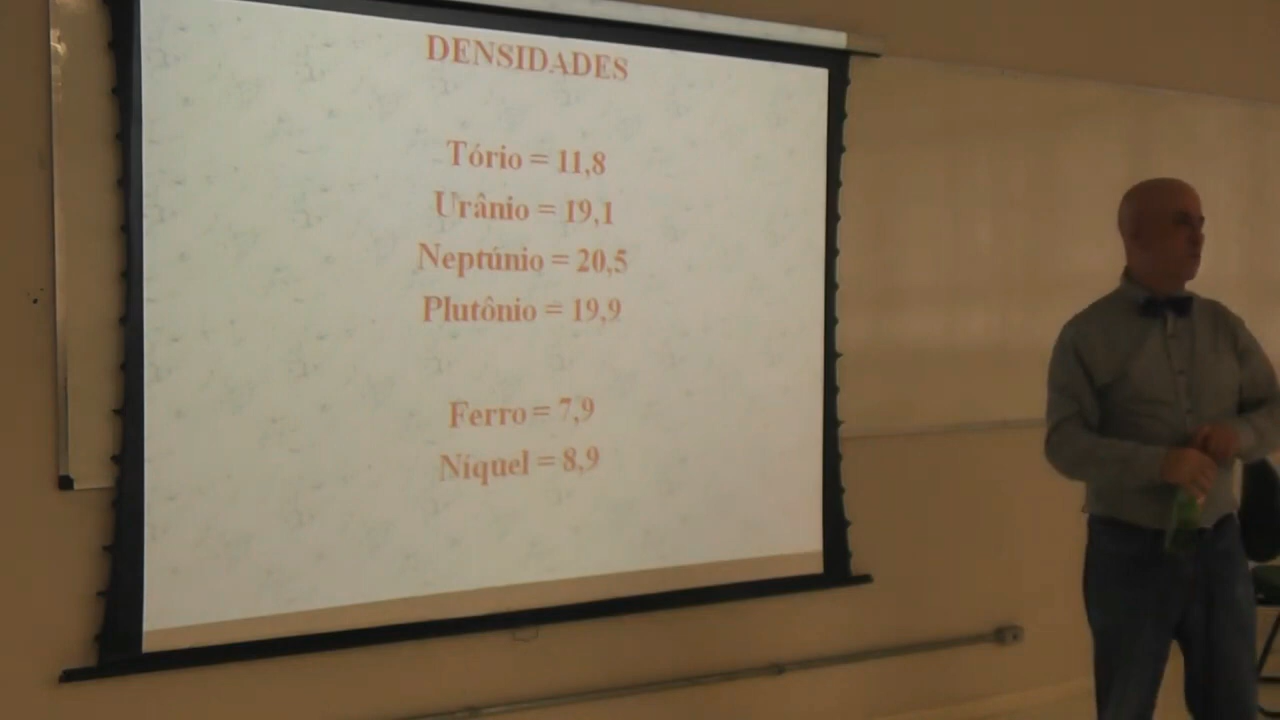 DENSIDADES
Tório = 11,8
Urânio = 19,1
Neptúnio = 20,5
Plutônio = 19,9
Ferro = 7,9
Níquel = 8,9